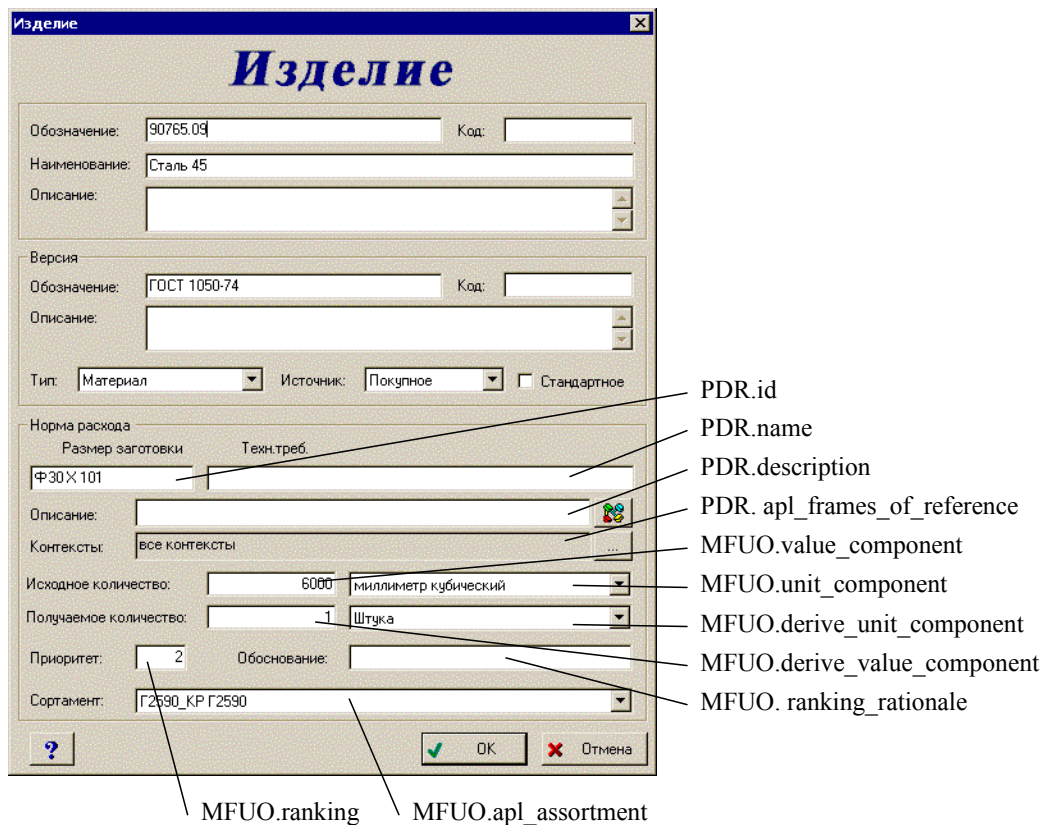 Изделие
Изделие
Обозначение: 90765.09 Код:
Наименование: Сталь 45
Описание:
Версия
Обозначение: ГОСТ 1050-74 Код:
Описание:
Тип: Материал Источник: Покупное Стандартное
PDR.id
Норма расхода
PDR.name
Размер заготовки Техн.треб.
Ф30 X 101
PDR.description
Описание:
PDR. apl_frames_of_reference
Контексты: все контексты ...
MFUO.value_component
Исходное количество: 6000 миллиметр кубический
MFUO.unit_component
Получаемое количество: 1 Штука
MFUO.derive_unit_component
Приоритет: 2 Обоснование:
MFUO.derive_value_component
Сортамент: Г2590_КР Г2590
MFUO. ranking_rationale
? OK Отмена
MFUO.ranking MFUO.apl_assortment